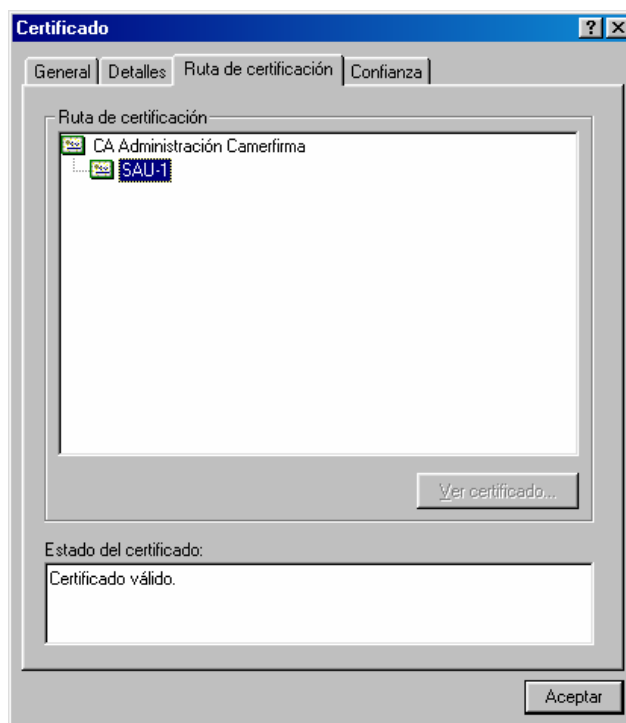 Certificado
General Detalles Ruta de certificación Confianza
Ruta de certificación
CA Administración Camerfirma
SAU-1
Ver certificado...
Estado del certificado:
Certificado válido.
Aceptar